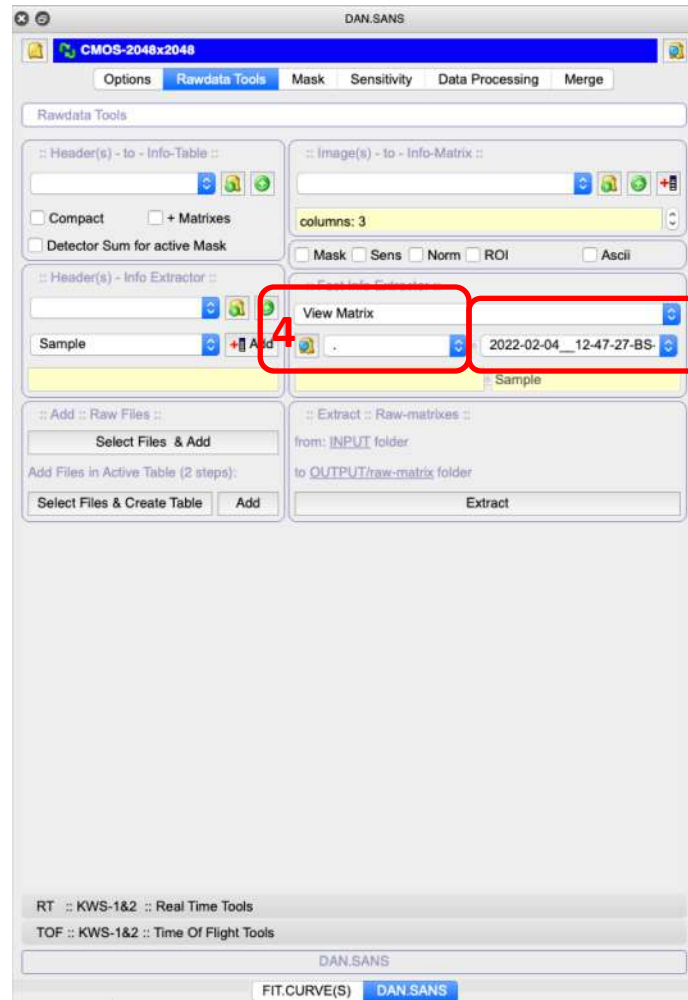 DAN.SANS
CMOS-2048x2048
Options Rawdata Tools Mask Sensitivity Data Processing Merge
Rawdata Tools
:: Header(s) - to - Info-Table ::
Compact + Matrixes
Detector Sum for active Mask
:: Image(s) - to - Info-Matrix ::
columns: 3
Mask Sens Norm ROI Ascii
:: Header(s) - Info Extractor ::
Sample Add
:: Fast Info Extractor ::
View Matrix
4
. 2022-02-04__12-47-27-BS-
Sample
:: Add :: Raw Files ::
Select Files & Add
Add Files in Active Table (2 steps):
Select Files & Create Table Add
:: Extract :: Raw-matrixes ::
from: INPUT folder
to OUTPUT/raw-matrix folder
Extract
RT :: KWS-1&2 :: Real Time Tools
TOF :: KWS-1&2 :: Time Of Flight Tools
DAN.SANS
FIT.CURVE(S) DAN.SANS